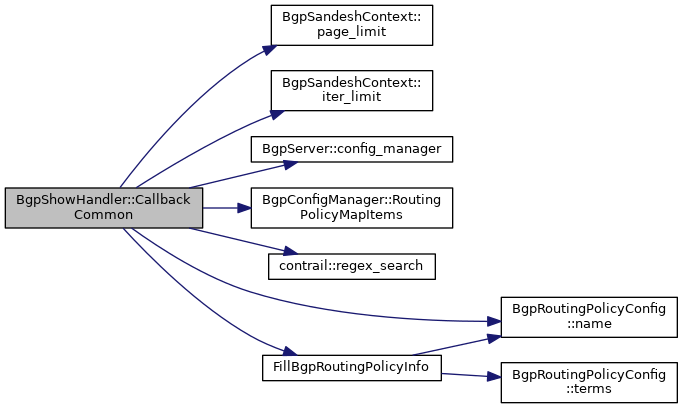 BgpSandeshContext::
page_limit
BgpSandeshContext::
iter_limit
BgpServer::config_manager
BgpShowHandler::Callback
Common
BgpConfigManager::Routing
PolicyMapItems
contrail::regex_search
BgpRoutingPolicyConfig
::name
FillBgpRoutingPolicyInfo
BgpRoutingPolicyConfig
::terms